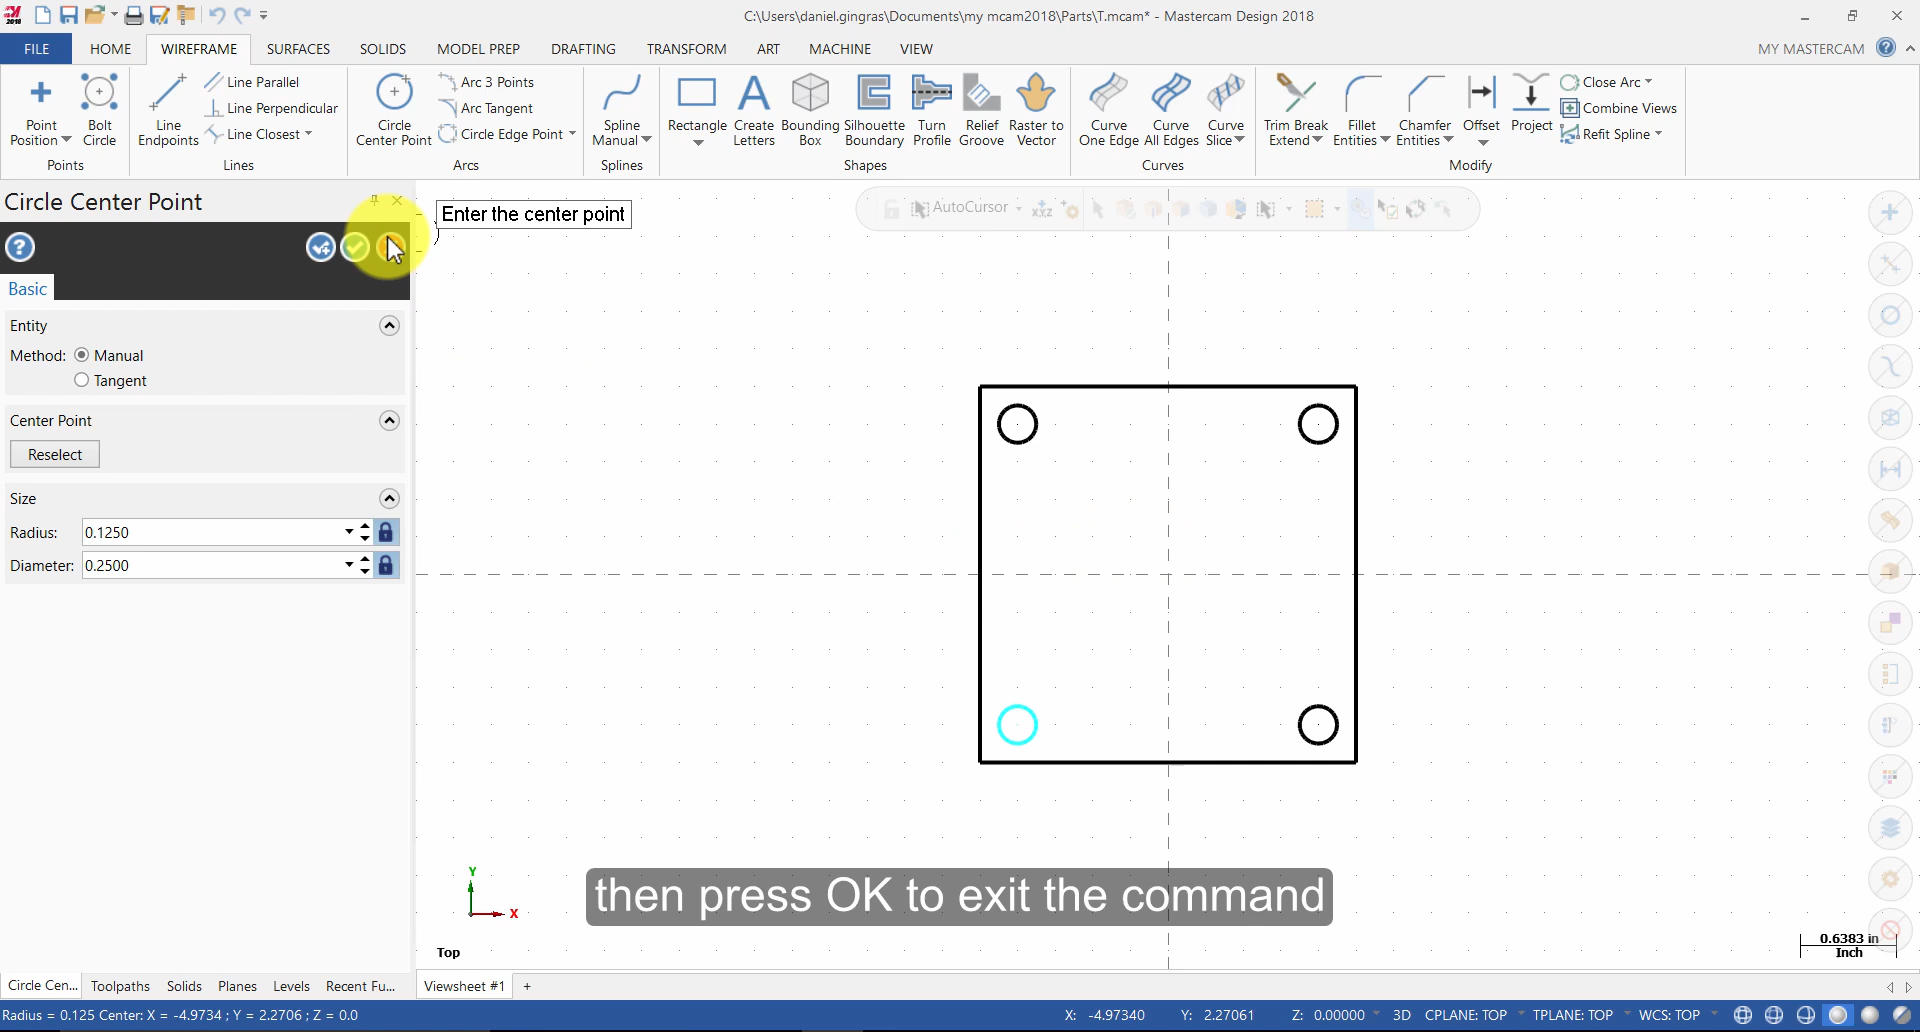 2018
C:\Users\daniel.gingras\Documents\my mcam2018\Parts\T.mcam* - Mastercam Design 2018
FILE HOME WIREFRAME SURFACES SOLIDS MODEL PREP DRAFTING TRANSFORM ART MACHINE VIEW MY MASTERCAM
Point Position
Bolt Circle
Points
Line Endpoints
Line Parallel
Line Perpendicular
Line Closest
Lines
Circle Center Point
Arc 3 Points
Arc Tangent
Circle Edge Point
Arcs
Spline Manual
Splines
Rectangle
Create Letters
Bounding Box
Silhouette Boundary
Turn Profile
Relief Groove
Raster to Vector
Shapes
Curve One Edge
Curve All Edges
Curve Slice
Curves
Trim Break Extend
Fillet Entities
Chamfer Entities
Offset
Project
Close Arc
Combine Views
Refit Spline
Modify
Circle Center Point
Enter the center point
AutoCursor
Basic
Entity
Method: Manual
Tangent
Center Point
Reselect
Size
Radius: 0.1250
Diameter: 0.2500
then press OK to exit the command
Y
X
Top
0.6383 in
Inch
Circle Cen... Toolpaths Solids Planes Levels Recent Fu... Viewsheet #1 +
Radius = 0.125 Center: X = -4.9734 ; Y = 2.2706 ; Z = 0.0 X: -4.97340 Y: 2.27061 Z: 0.00000 3D CPLANE: TOP TPLANE: TOP WCS: TOP